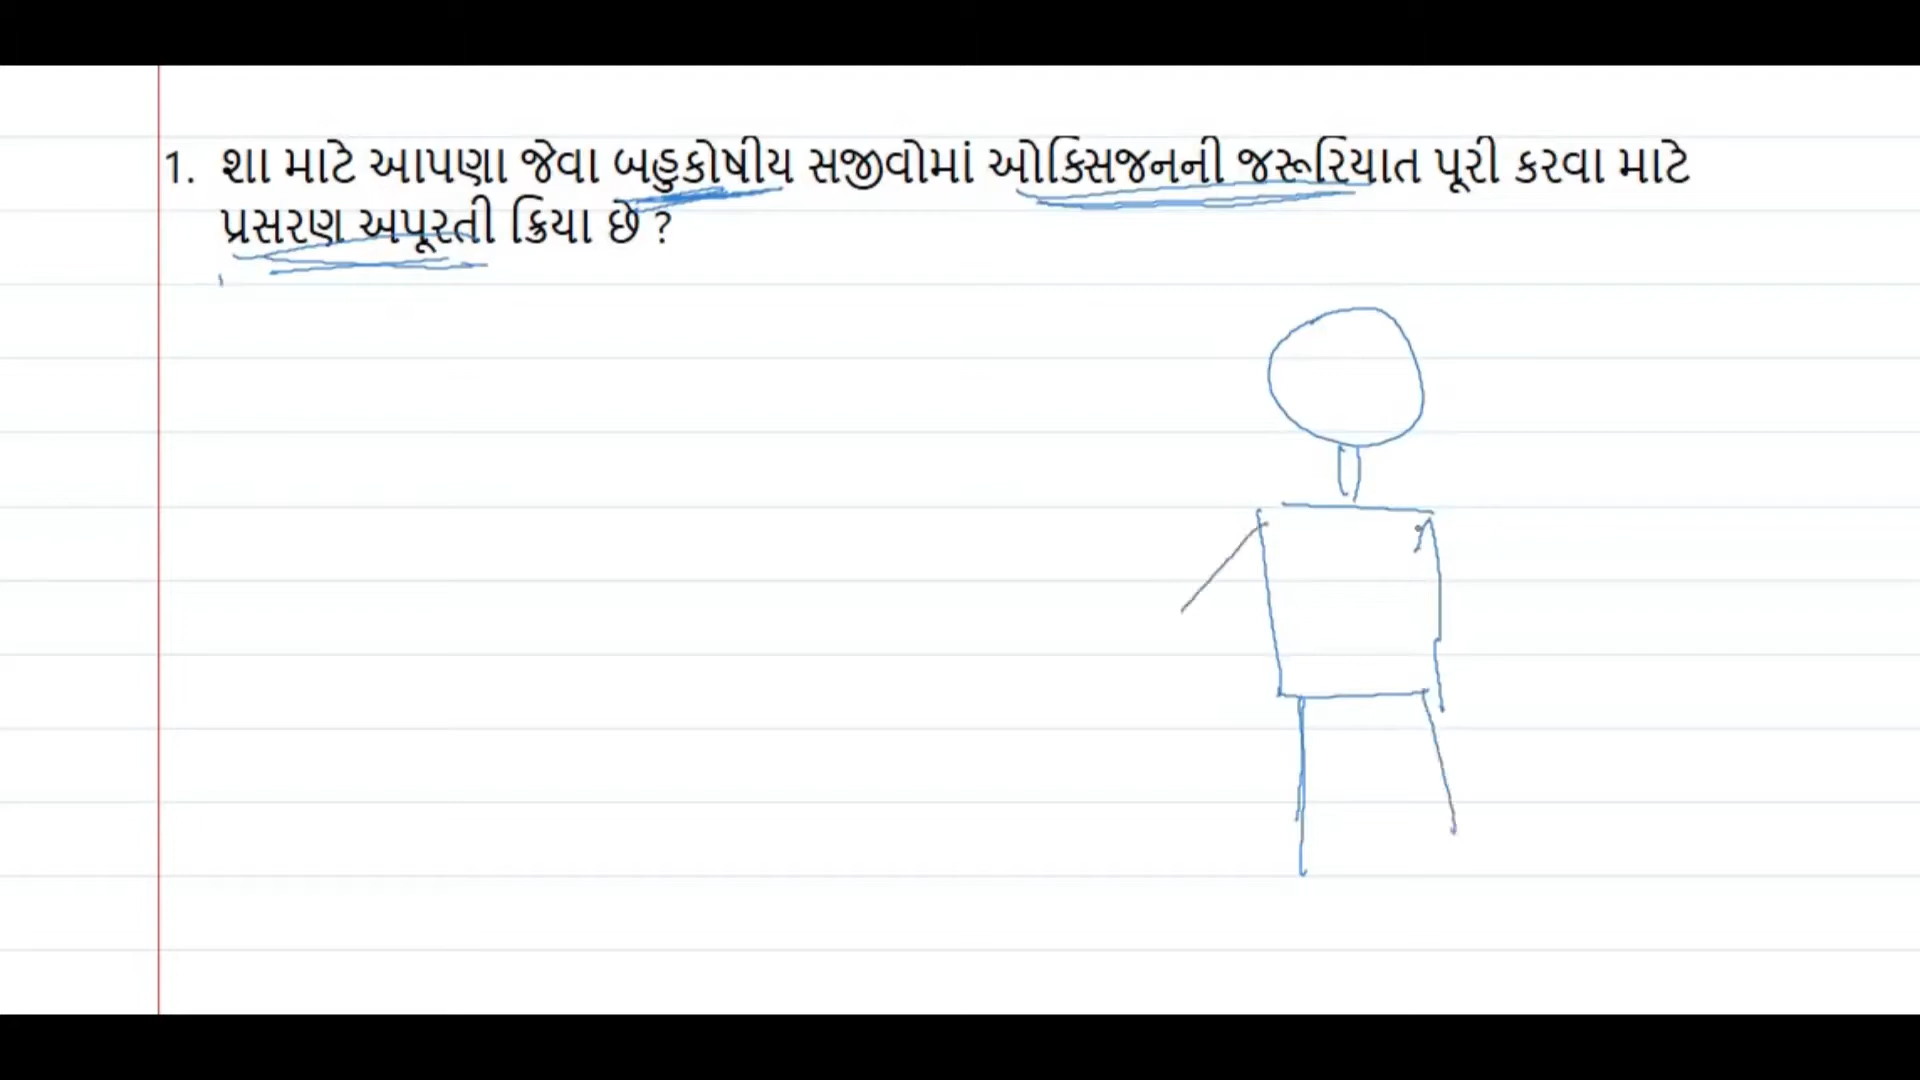 1. શા માટે આપણા જેવા બહુકોષીય સજીવોમાં ઓક્સિજનની જરૂરિયાત પૂરી કરવા માટે
પ્રસરણ અપૂરતી ક્રિયા છે ?